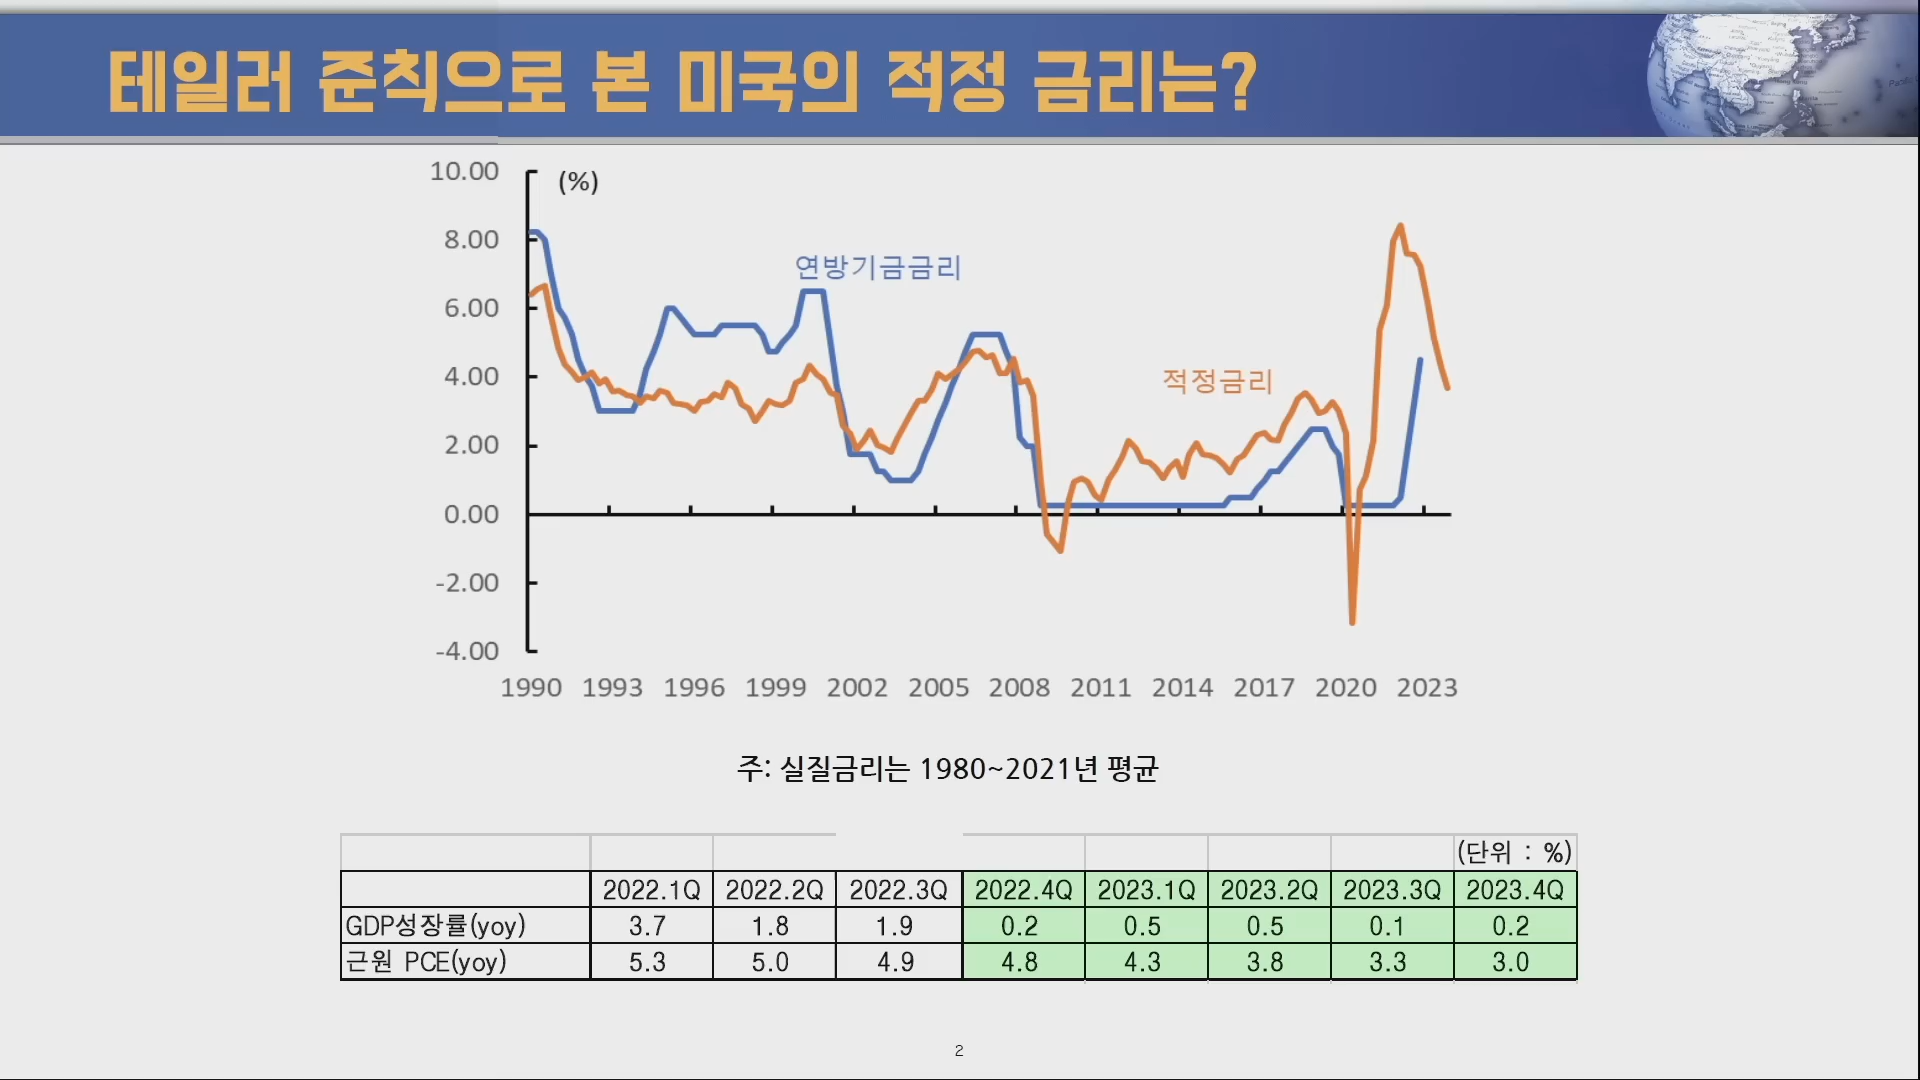 테일러 준칙으로 본 미국의 적정 금리는?
10.00
(%)
8.00
연방기금금리
6.00
4.00
적정금리
2.00
0.00
-2.00
-4.00
1990 1993 1996 1999 2002 2005 2008 2011 2014 2017 2020 2023
주: 실질금리는 1980~2021년 평균
(단위 : %)
2022.1Q 2022.2Q 2022.3Q 2022.4Q 2023.1Q 2023.2Q 2023.3Q 2023.4Q
GDP성장률(yoy) 3.7 1.8 1.9 0.2 0.5 0.5 0.1 0.2
근원 PCE(yoy) 5.3 5.0 4.9 4.8 4.3 3.8 3.3 3.0
2